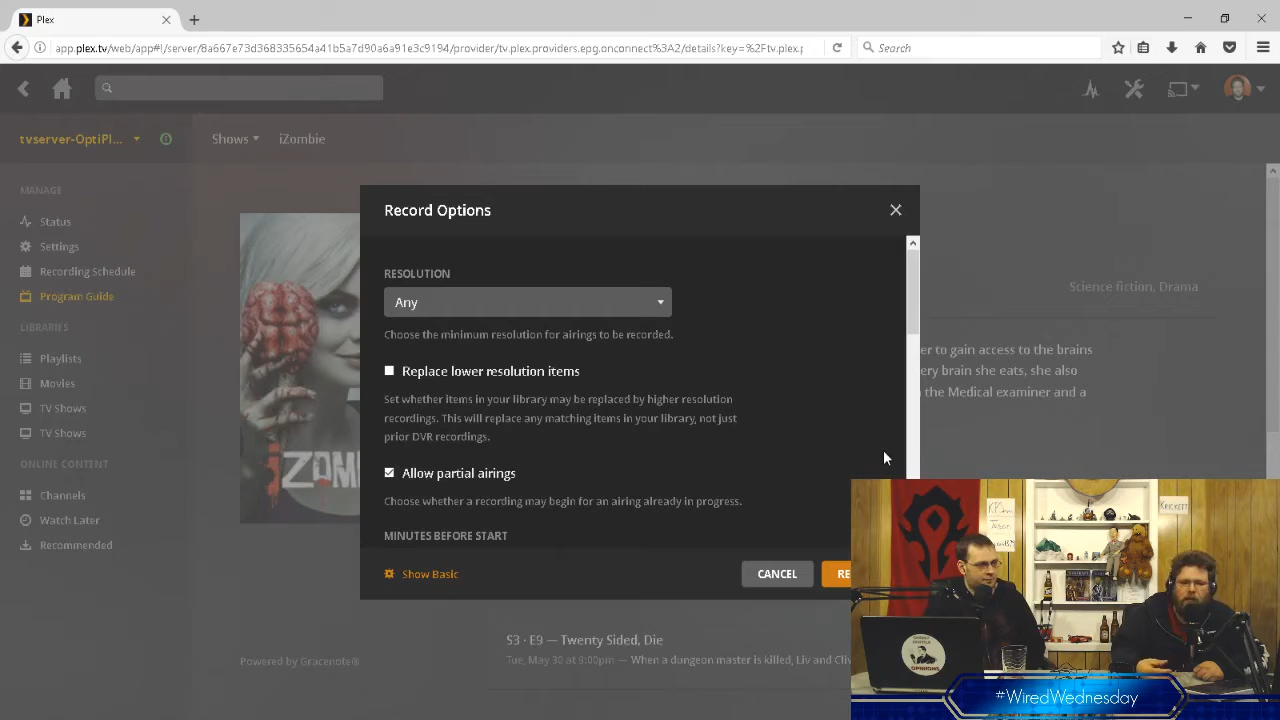 Plex
app.plex.tv/web/app#!/server/8a667e73d368335654a41b5a7d90a6a91e3c9194/provider/tv.plex.providers.epg.onconnect%3A2/details?key=%2Ftv.plex.p
Search
tvserver-OptiPl...
Shows
iZombie
MANAGE
Status
Settings
Recording Schedule
Program Guide
LIBRARIES
Playlists
Movies
TV Shows
TV Shows
ONLINE CONTENT
Channels
Watch Later
Recommended
Record Options
RESOLUTION
Any
Choose the minimum resolution for airings to be recorded.
Replace lower resolution items
Set whether items in your library may be replaced by higher resolution
recordings. This will replace any matching items in your library, not just
prior DVR recordings.
Allow partial airings
Choose whether a recording may begin for an airing already in progress.
MINUTES BEFORE START
Show Basic
CANCEL
RE
Science fiction, Drama
er to gain access to the brains
ery brain she eats, she also
the Medical examiner and a
iZOM
S3 · E9 — Twenty Sided, Die
Tue, May 30 at 9:00pm — When a dungeon master is killed, Liv and Cliv
Powered by Gracenote®
Krickett
OPINIONS
#WiredWednesday